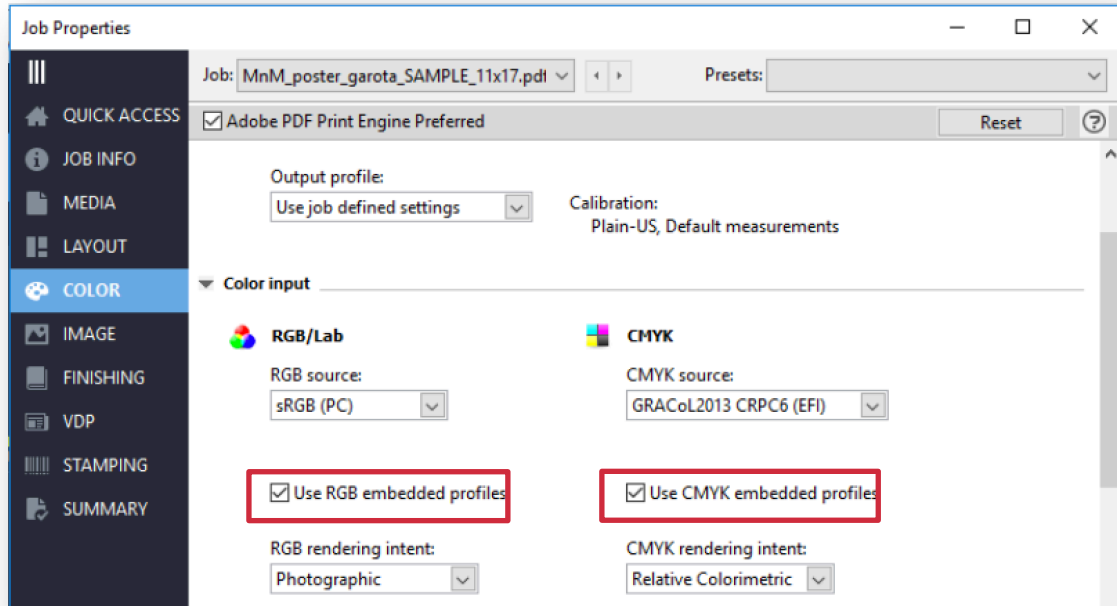 Job Properties
Job: MnM_poster_garota_SAMPLE_11x17.pdf
Presets:
QUICK ACCESS
Adobe PDF Print Engine Preferred
Reset
?
JOB INFO
MEDIA
LAYOUT
COLOR
IMAGE
FINISHING
VDP
STAMPING
SUMMARY
Output profile:
Use job defined settings
Calibration:
Plain-US, Default measurements
Color input
RGB/Lab
RGB source:
sRGB (PC)
Use RGB embedded profiles
RGB rendering intent:
Photographic
CMYK
CMYK source:
GRACoL2013 CRPC6 (EFI)
Use CMYK embedded profiles
CMYK rendering intent:
Relative Colorimetric